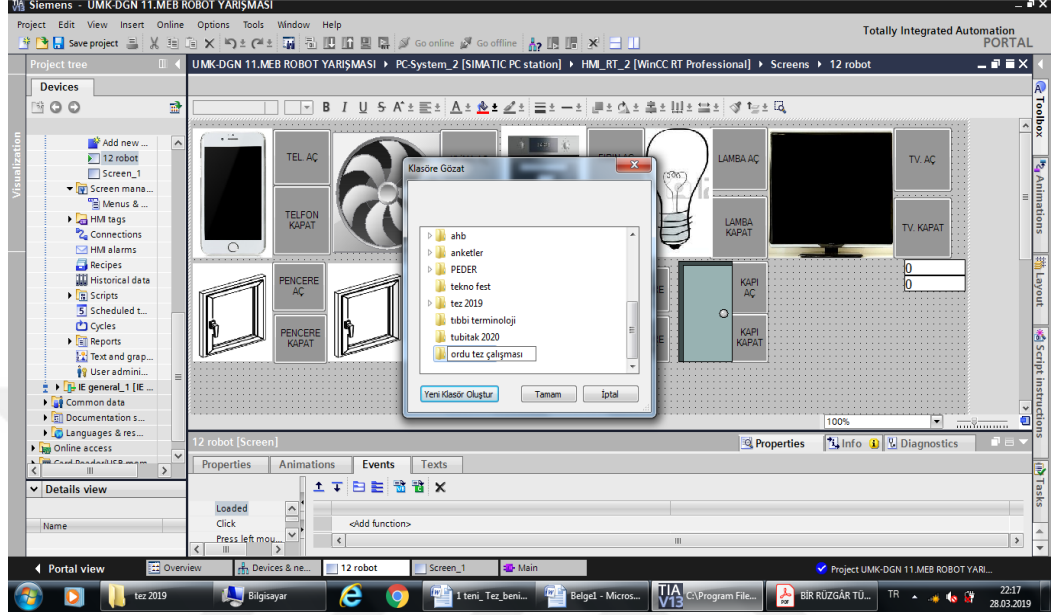 Siemens - UMK-DGN 11.MEB ROBOT YARIŞMASI
Project Edit View Insert Online Options Tools Window Help
Save project Go online Go offline
Totally Integrated Automation
PORTAL
Project tree
UMK-DGN 11.MEB ROBOT YARIŞMASI PC-System_2 [SIMATIC PC station] HMI_RT_2 [WinCC RT Professional] Screens 12 robot
Devices
B I U S A
Visualization
Add new ...
12 robot
Screen_1
Screen mana...
Menus & ...
HMI tags
Connections
HMI alarms
Recipes
Historical data
Scripts
Scheduled t...
Cycles
Reports
Text and grap...
User admini...
IE general_1 [IE ...
Common data
Documentation s...
Languages & res...
Online access
Card Reader/USB mem...
Details view
Name
TEL. AÇ
TELFON
KAPAT
LAMBA AÇ
LAMBA
KAPAT
TV. AÇ
TV. KAPAT
0
0
PENCERE
AÇ
PENCERE
KAPAT
KAPI
AÇ
KAPI
KAPAT
Klasöre Gözat
ahb
anketler
PEDER
tekno fest
tez 2019
tıbbi terminoloji
tubitak 2020
ordu tez çalışması
Yeni Klasör Oluştur
Tamam
İptal
100%
Toolbox
Animations
Layout
Script instructions
Tasks
12 robot [Screen]
Properties Info Diagnostics
Properties Animations Events Texts
Loaded
Click
Press left mou...
<Add function>
Portal view Overview Devices & ne... 12 robot Screen_1 Main
Project UMK-DGN 11.MEB ROBOT YARI...
tez 2019 Bilgisayar 1 teni_Tez_beni... Belge1 - Micros... TIA V13 C:\Program File... BİR RÜZGÂR TÜ...
TR
22:17
28.03.2019